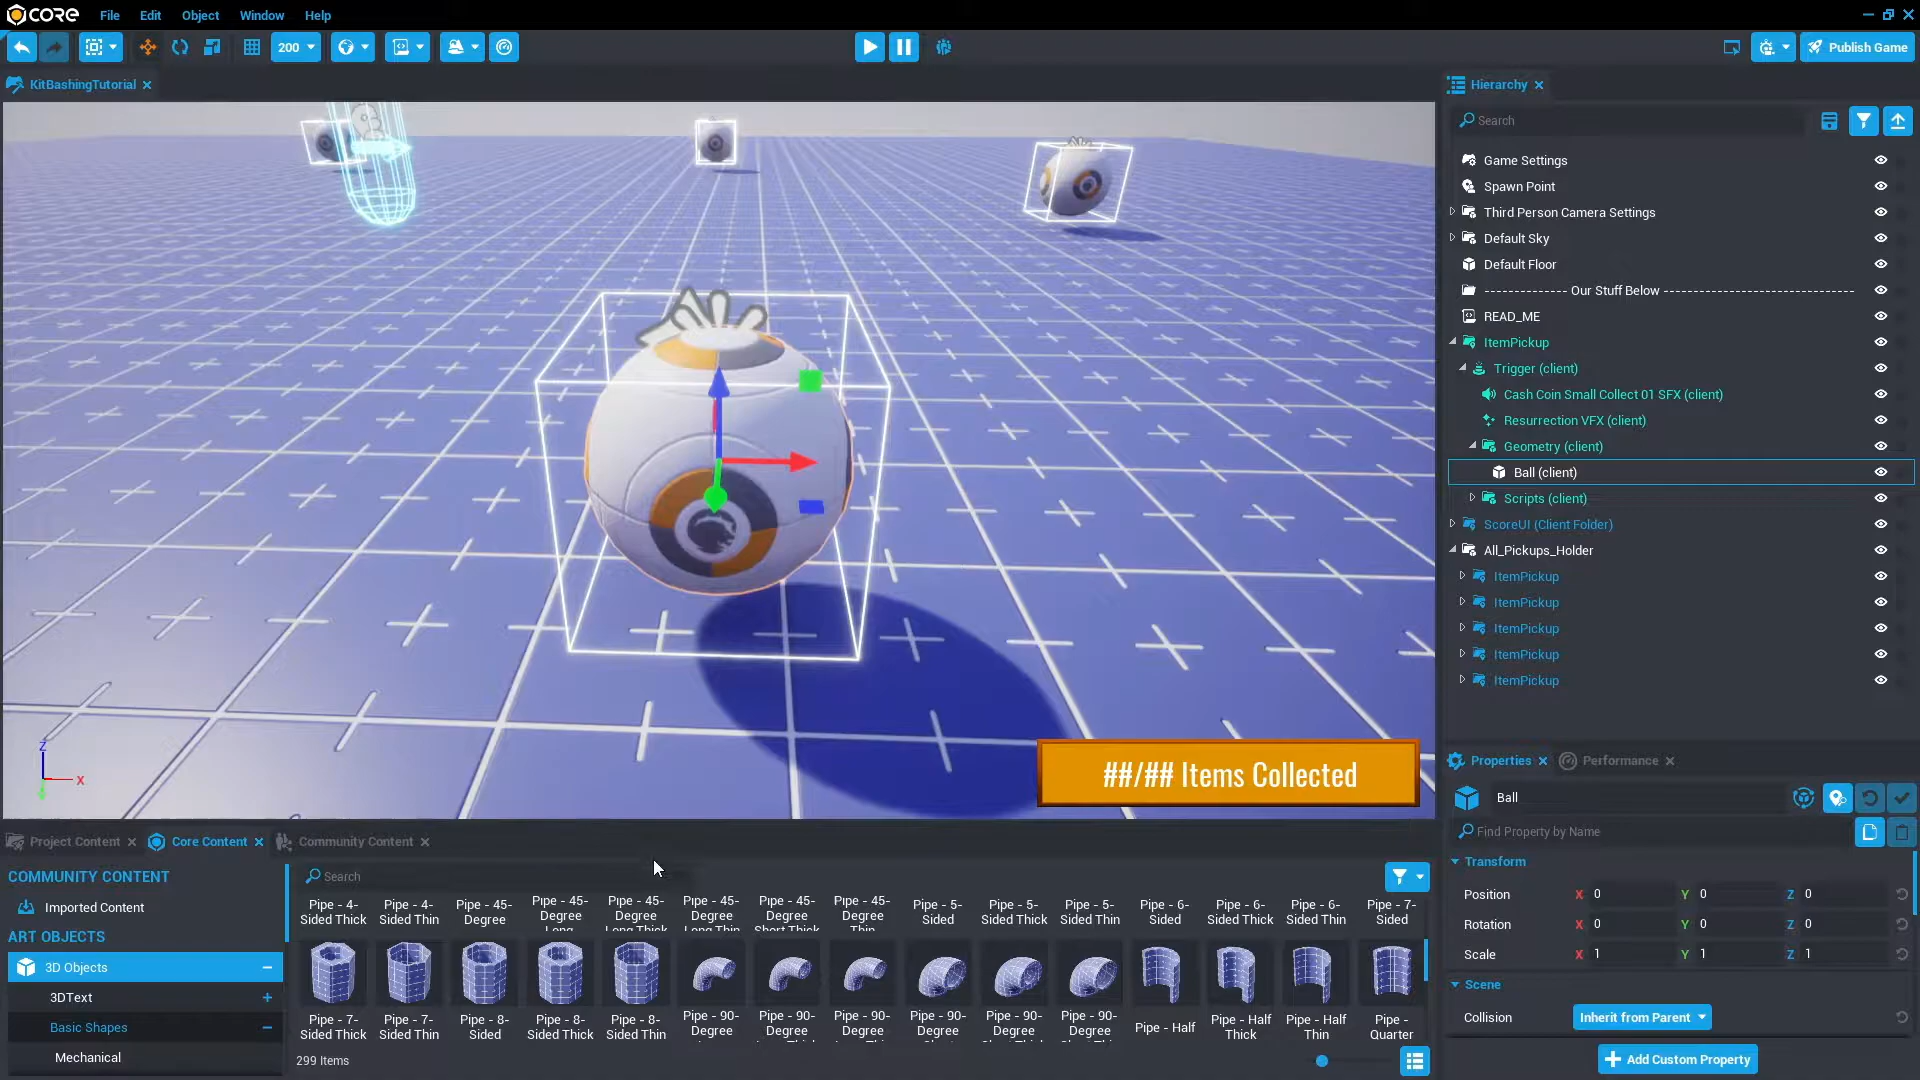 CORE File Edit Object Window Help
200 Publish Game
KitBashingTutorial
Hierarchy
Search
Game Settings
Spawn Point
Third Person Camera Settings
Default Sky
Default Floor
-------------- Our Stuff Below --------------------------------
READ_ME
ItemPickup
Trigger (client)
Cash Coin Small Collect 01 SFX (client)
Resurrection VFX (client)
Geometry (client)
Ball (client)
Scripts (client)
ScoreUI (Client Folder)
All_Pickups_Holder
ItemPickup
ItemPickup
ItemPickup
ItemPickup
ItemPickup
Z
X
##/## Items Collected
Properties Performance
Ball
Find Property by Name
Transform
Position X 0 Y 0 Z 0
Rotation X 0 Y 0 Z 0
Scale X 1 Y 1 Z 1
Scene
Collision Inherit from Parent
Add Custom Property
Project Content Core Content Community Content
COMMUNITY CONTENT
Imported Content
ART OBJECTS
3D Objects
3DText
Basic Shapes
Mechanical
Search
Pipe - 4- Pipe - 4- Pipe - 45- Pipe - 45- Pipe - 45- Pipe - 45- Pipe - 45- Pipe - 45- Pipe - 5- Pipe - 5- Pipe - 5- Pipe - 6- Pipe - 6- Pipe - 6- Pipe - 7-
Sided Thick Sided Thin Degree Degree Degree Degree Degree Degree Sided Sided Thick Sided Thin Sided Sided Thick Sided Thin Sided
Long Long Thick Long Thin Short Thick Thin
Pipe - 7- Pipe - 7- Pipe - 8- Pipe - 8- Pipe - 8- Pipe - 90- Pipe - 90- Pipe - 90- Pipe - 90- Pipe - 90- Pipe - 90- Pipe - Half Pipe - Half Pipe - Half Pipe -
Sided Thick Sided Thin Sided Sided Thick Sided Thin Degree Degree Degree Degree Degree Degree Thick Thin Quarter
299 Items